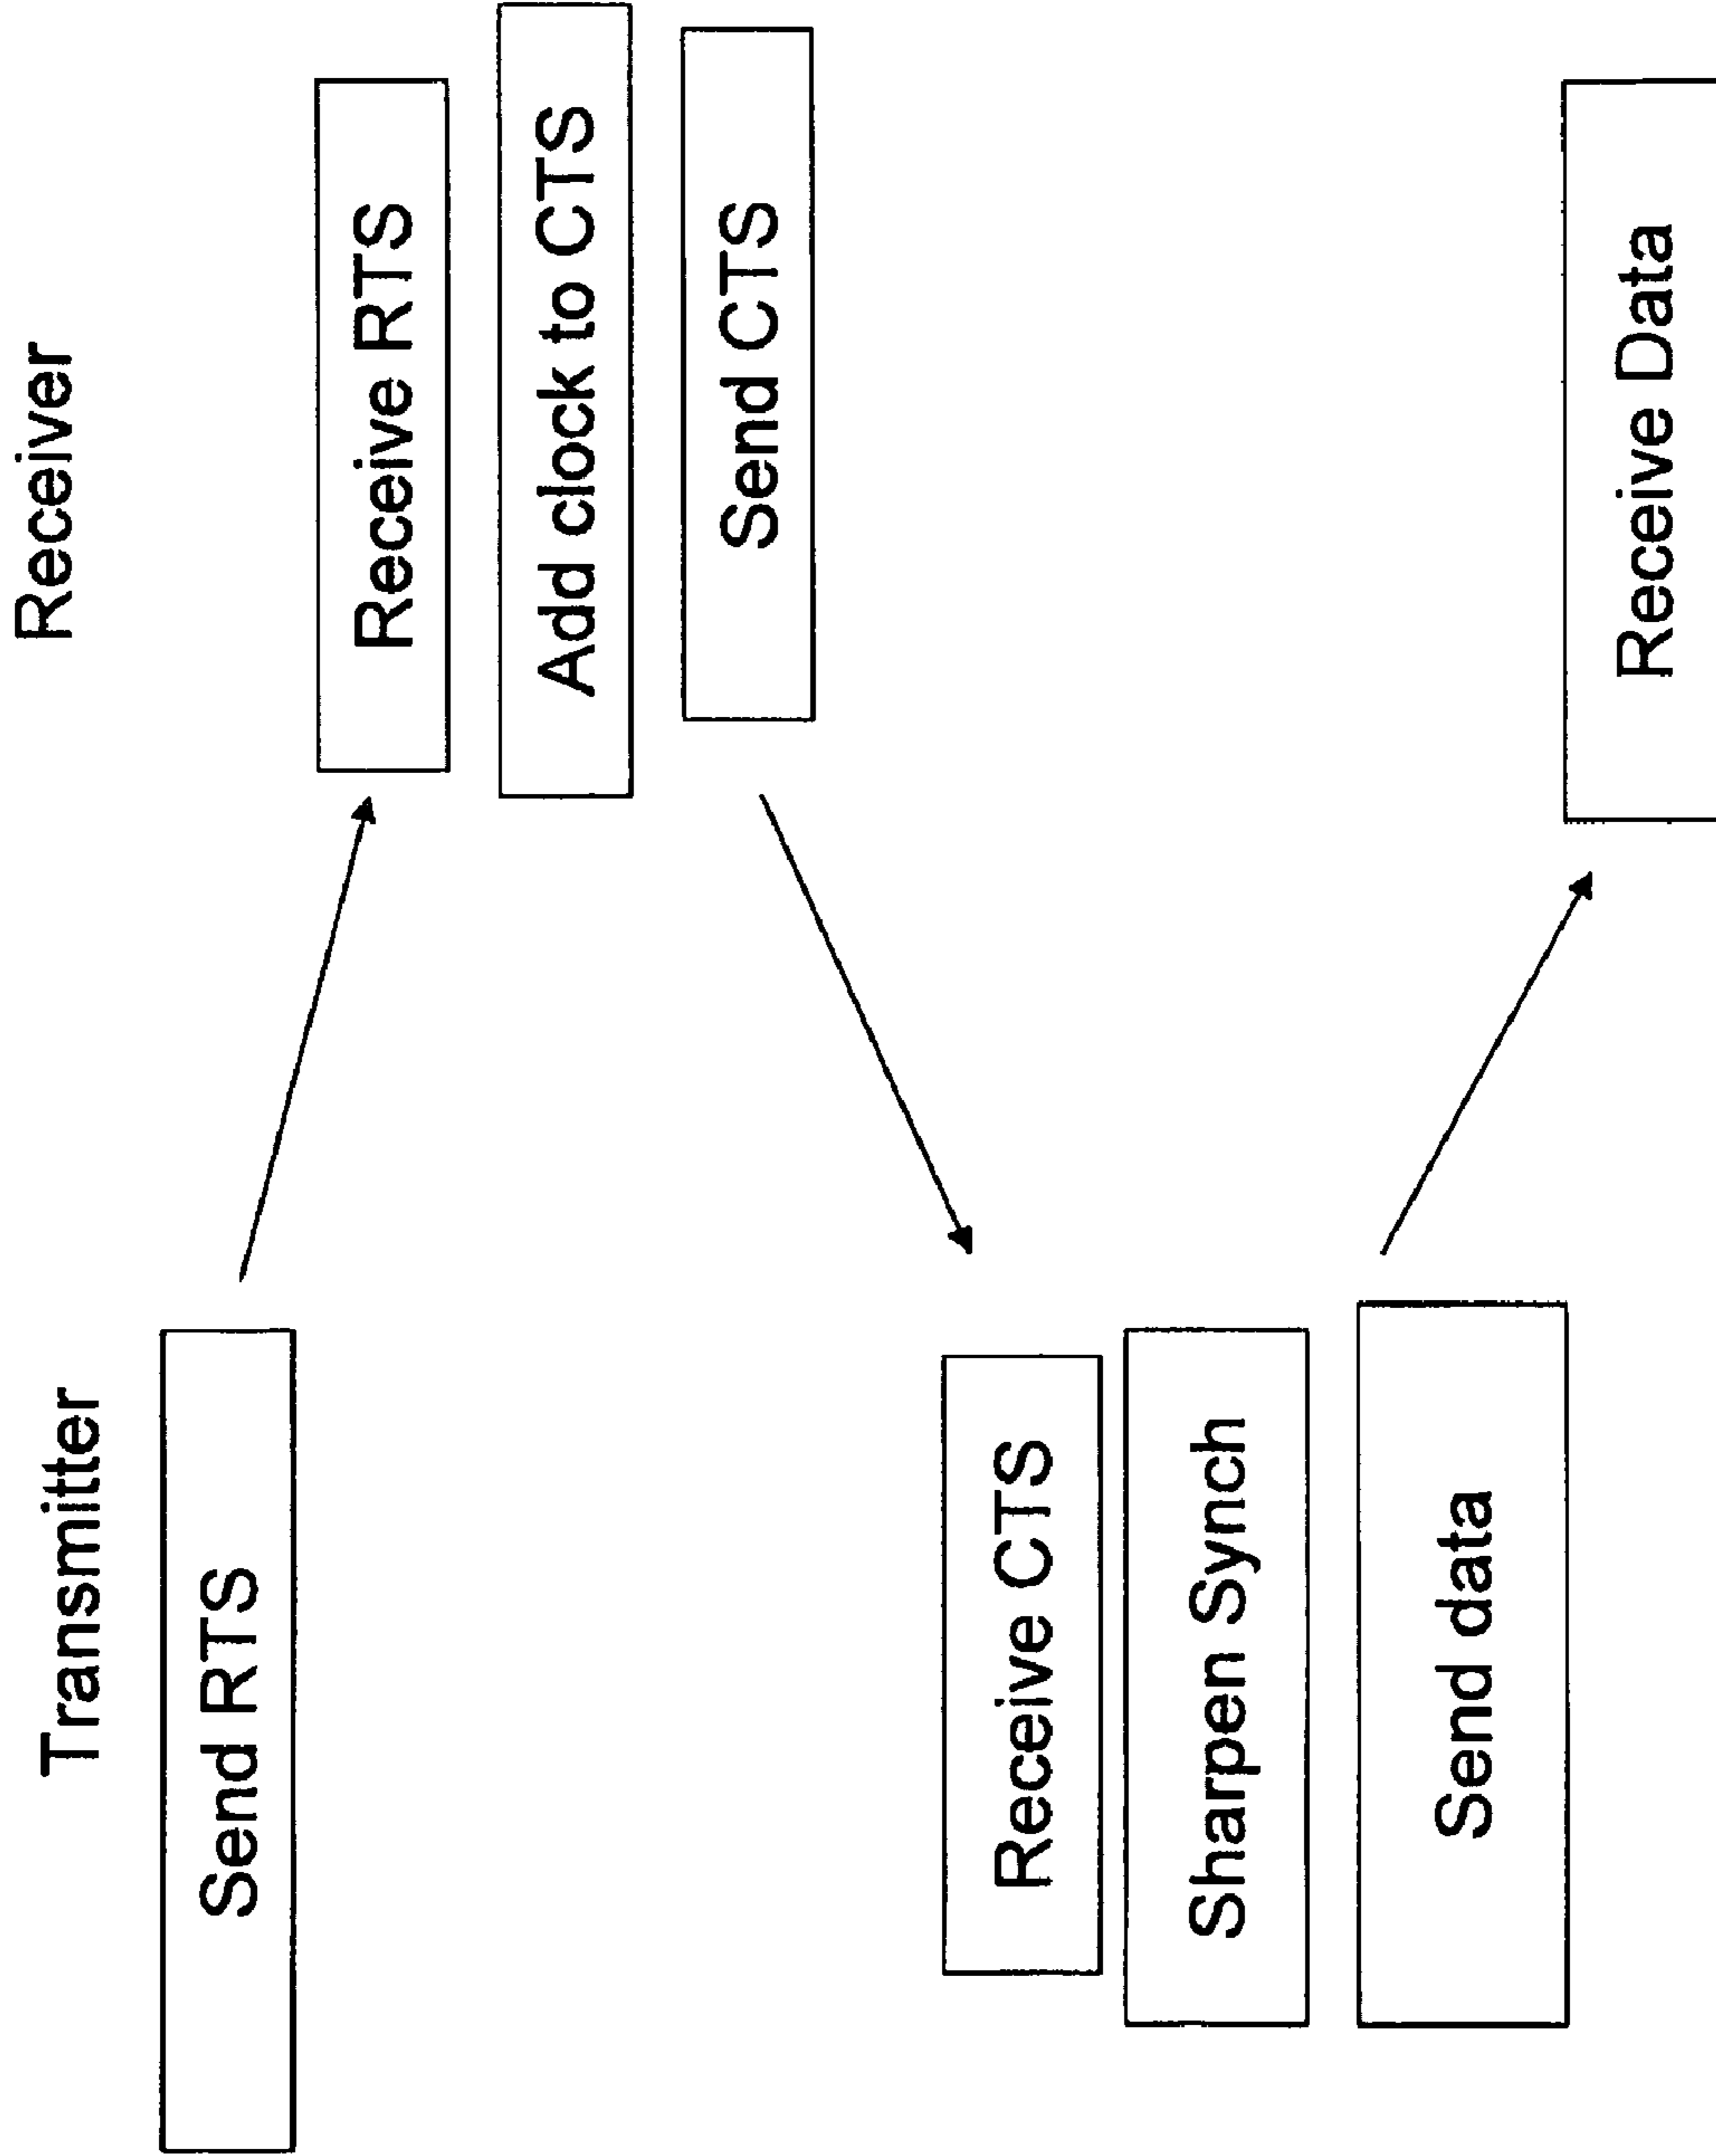 Transmitter
Receiver
Send RTS
Receive RTS
Add clock to CTS
Send CTS
Receive CTS
Sharpen Synch
Send data
Receive Data